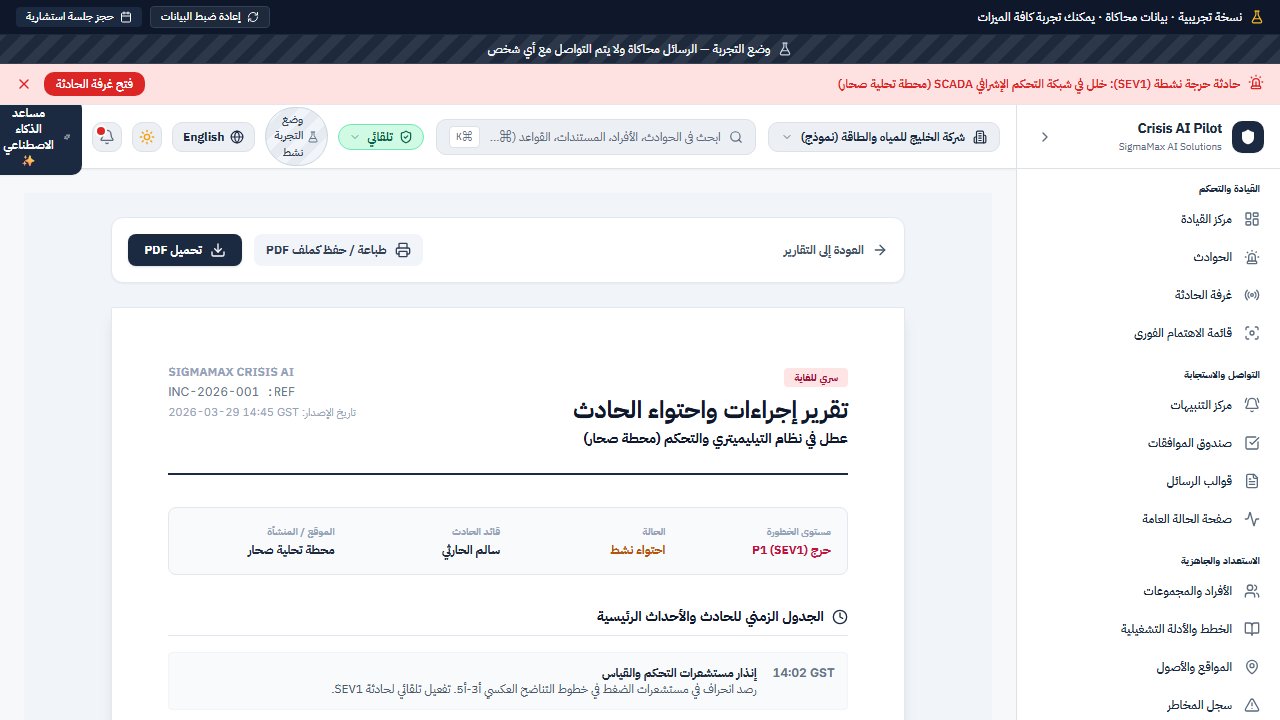 نسخة تجريبية · بيانات محاكاة · يمكنك تجربة كافة الميزات
إعادة ضبط البيانات
حجز جلسة استشارية
وضع التجربة — الرسائل محاكاة ولا يتم التواصل مع أي شخص
حادثة حرجة نشطة (SEV1): خلل في شبكة التحكم الإشرافي SCADA (محطة تحلية صحار)
فتح غرفة الحادثة
Crisis AI Pilot
SigmaMax AI Solutions
شركة الخليج للمياه والطاقة (نموذج)
ابحث في الحوادث، الأفراد، المستندات، القواعد (⌘...
⌘K
تلقائي
وضع
التجربة
نشط
English
مساعد
الذكاء
الاصطناعي
✨
القيادة والتحكم
مركز القيادة
الحوادث
غرفة الحادثة
قائمة الاهتمام الفوري
التواصل والاستجابة
مركز التنبيهات
صندوق الموافقات
قوالب الرسائل
صفحة الحالة العامة
الاستعداد والجاهزية
الأفراد والمجموعات
الخطط والأدلة التشغيلية
المواقع والأصول
سجل المخاطر
العودة إلى التقارير
طباعة / حفظ كملف PDF
تحميل PDF
سري للغاية
تقرير إجراءات واحتواء الحادث
عطل في نظام التيليميتري والتحكم (محطة صحار)
SIGMAMAX CRISIS AI
REF: INC-2026-001
تاريخ الإصدار: 2026-03-29 14:45 GST
مستوى الخطورة
حرج P1 (SEV1)
الحالة
احتواء نشط
قائد الحادث
سالم الحارثي
الموقع / المنشأة
محطة تحلية صحار
الجدول الزمني للحادث والأحداث الرئيسية
14:02 GST
إنذار مستشعرات التحكم والقياس
رصد انحراف في مستشعرات الضغط في خطوط التناضح العكسي أ3-أ5. تفعيل تلقائي لحادثة SEV1.